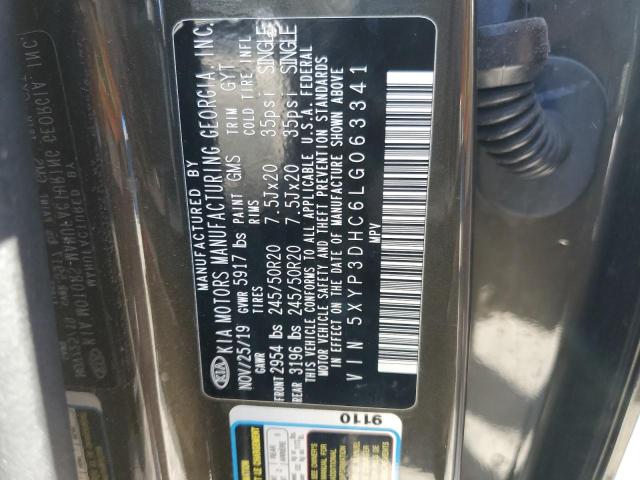 KIA
MANUFACTURED BY
KIA MOTORS MANUFACTURING GEORGIA, INC.
NOV/25/19 GVWR 5917 lbs PAINT GMS TRIM GYT
GAWR TIRES RIMS COLD TIRE INFL
FRONT 2954 lbs 245/50R20 7.5Jx20 35psi SINGLE
REAR 3196 lbs 245/50R20 7.5Jx20 35psi SINGLE
THIS VEHICLE CONFORMS TO ALL APPLICABLE U.S.A. FEDERAL
MOTOR VEHICLE SAFETY AND THEFT PREVENTION STANDARDS
IN EFFECT ON THE DATE OF MANUFACTURE SHOWN ABOVE
VIN 5XYP3DHC6LG063341
MPV
9110